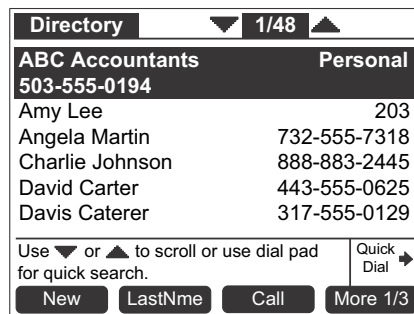 Directory 1/48
ABC Accountants Personal
503-555-0194
Amy Lee 203
Angela Martin 732-555-7318
Charlie Johnson 888-883-2445
David Carter 443-555-0625
Davis Caterer 317-555-0129
Use ▼ or ▲ to scroll or use dial pad
for quick search.
Quick
Dial
New LastNme Call More 1/3